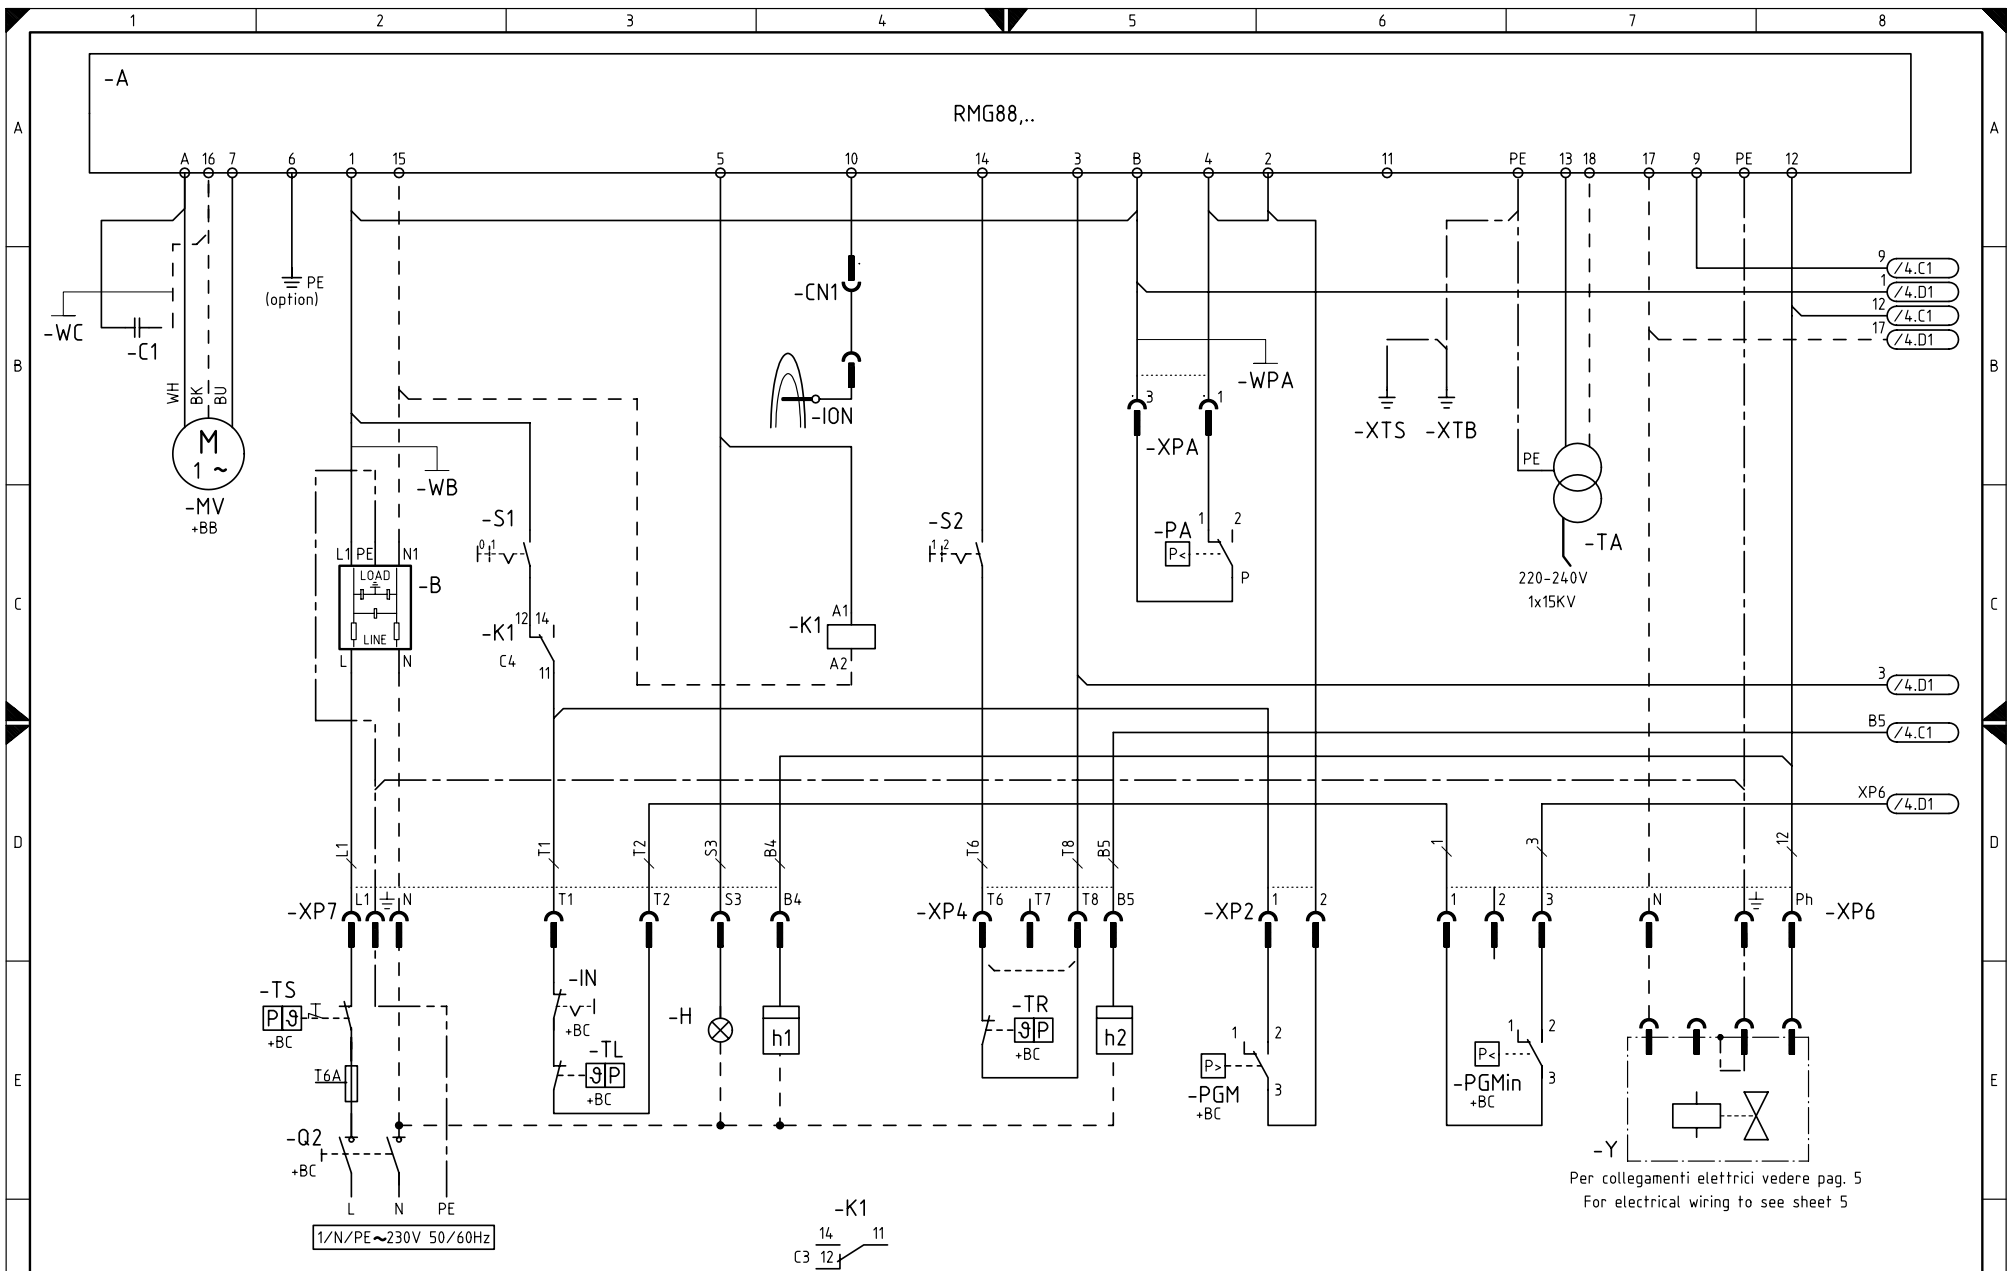 1 2 3 4 5 6 7 8
-A
RMG88,..
A A
A 16 7 6 1 15 5 10 14 3 B 4 2 11 PE 13 18 17 9 PE 12
9 /4.C1
PE
(option)
-CN1
1 /4.D1
12 /4.C1
-WC
-C1
17 /4.D1
B B
WH BK BU
-ION
-WPA
3 1
-XPA
-XTS -XTB
M
1 ~
-MV
+BB
-WB
PE
-S1
0 1
-S2
1 2
1 2
-PA
P<
P
-TA
220-240V
1x15KV
L1 PE N1
LOAD
-B
LINE
L N
C C
12 14
-K1
C4
11
A1
-K1
A2
3 /4.D1
B5 /4.C1
XP6 /4.D1
D D
L1 T1 T2 S3 B4 T6 T8 B5 1 3 12
-XP7 L1 N T1 T2 S3 B4
-XP4 T6 T7 T8 B5
-XP2 1 2
1 2 3 N Ph -XP6
-TS
P ϑ
+BC
-IN
+BC
-TL
ϑ P
+BC
-H
h1
-TR
ϑ P
+BC
h2
1 2
P>
3
-PGM
+BC
1 2
P<
3
-PGMin
+BC
E E
T6A
-Q2
+BC
-Y
Per collegamenti elettrici vedere pag. 5
For electrical wiring to see sheet 5
L N PE
1/N/PE~230V 50/60Hz
-K1
14 11
C3 12